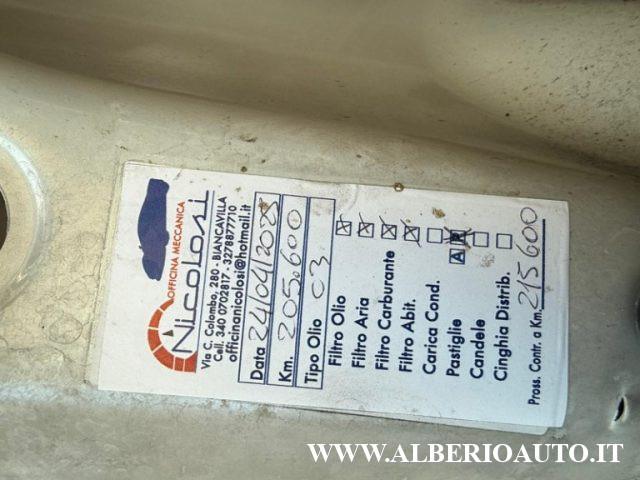 OFFICINA MECCANICA
Nicolosi
Via C. Colombo, 280 - BIANCAVILLA
Cell. 340 0702817 - 3278877710
officinanicolosi@hotmail.it
Data 24/04/2025
Km. 205.600
Tipo Olio C3
Filtro Olio
Filtro Aria
Filtro Carburante
Filtro Abit.
Carica Cond.
Pastiglie A P
Candele
Cinghia Distrib.
Pross. Contr. a Km. 215600
WWW.ALBERIOAUTO.IT